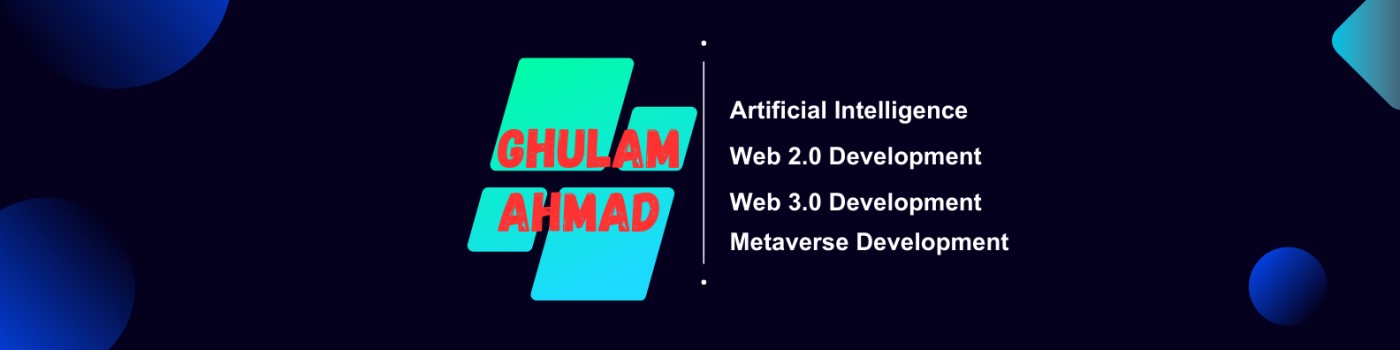 GHULAM
AHMAD
Artificial Intelligence
Web 2.0 Development
Web 3.0 Development
Metaverse Development